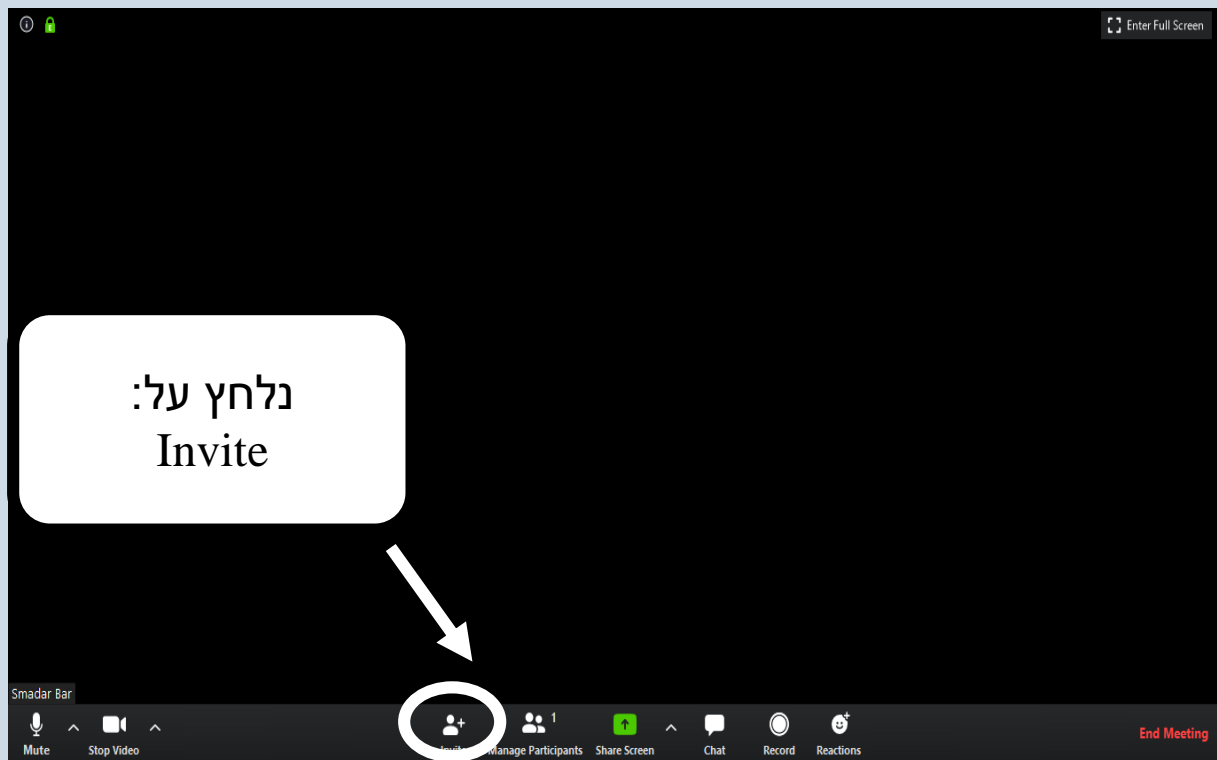 Enter Full Screen
נלחץ על:
Invite
Smadar Bar
Mute Stop Video Invite Manage Participants 1 Share Screen Chat Record Reactions End Meeting